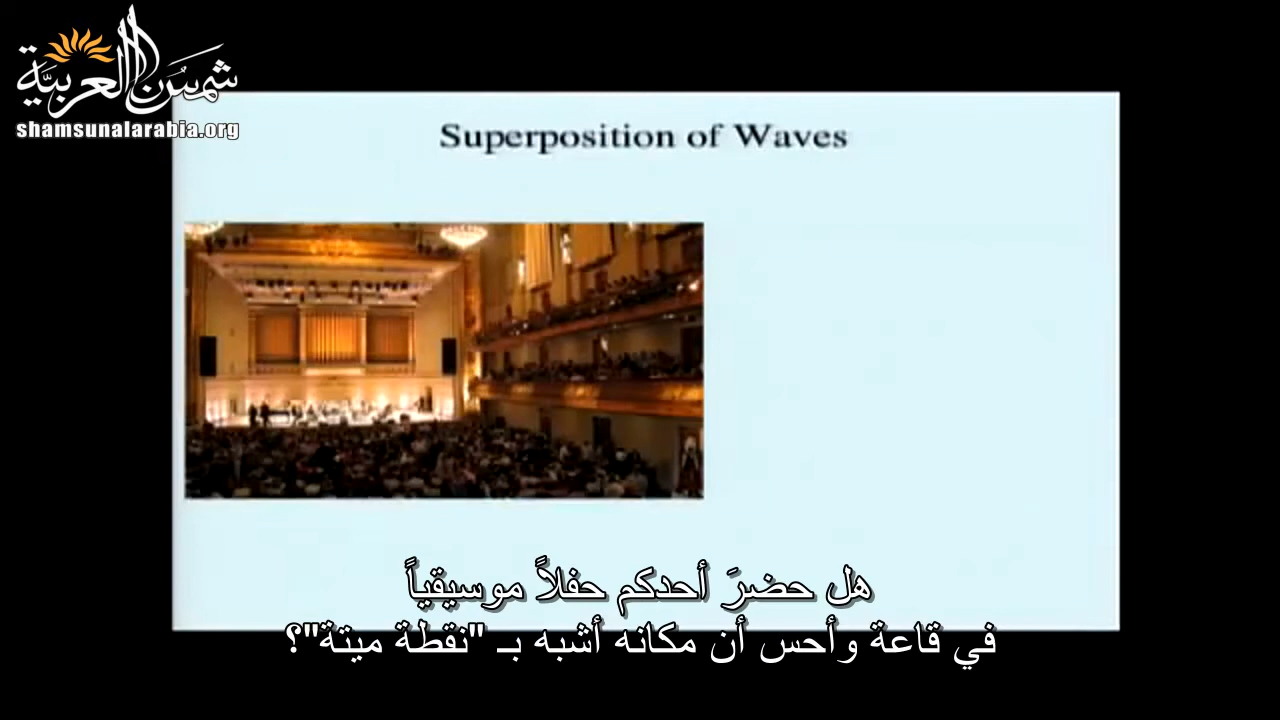 شمسُ العربيَّة
shamsunalarabia.org
Superposition of Waves
هل حضرَ أحدكم حفلاً موسيقياً
في قاعة وأحس أن مكانه أشبه بـ "نقطة ميتة"؟